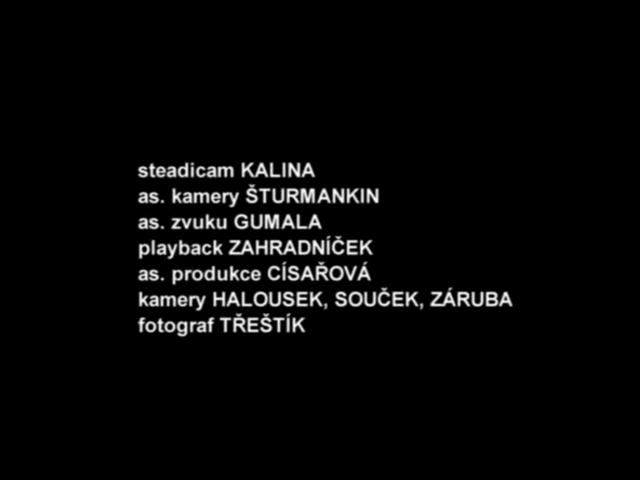 steadicam KALINA
as. kamery ŠTURMANKIN
as. zvuku GUMALA
playback ZAHRADNÍČEK
as. produkce CÍSAŘOVÁ
kamery HALOUSEK, SOUČEK, ZÁRUBA
fotograf TŘEŠTÍK